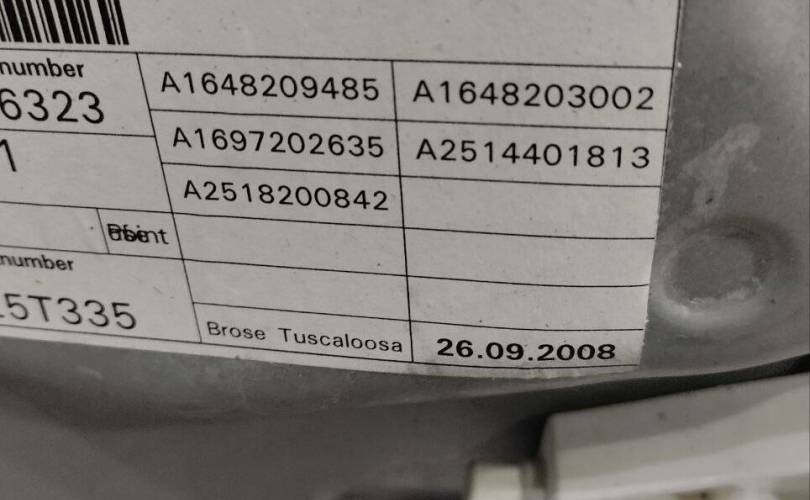 number
6323
A1648209485 A1648203002
1
A1697202635 A2514401813
A2518200842
number
5T335
Brose Tuscaloosa 26.09.2008